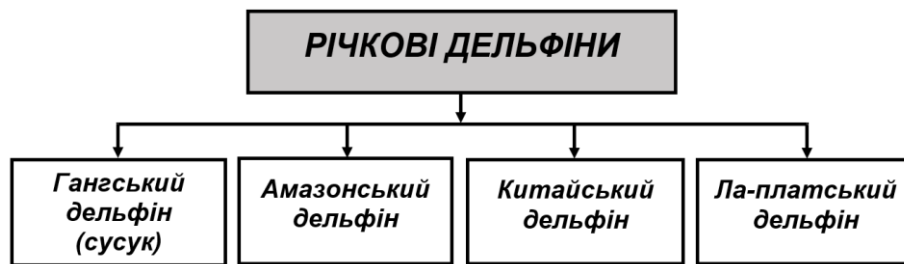 РІЧКОВІ ДЕЛЬФІНИ
Гангський
дельфін
(сусук)
Амазонський
дельфін
Китайський
дельфін
Ла-платський
дельфін